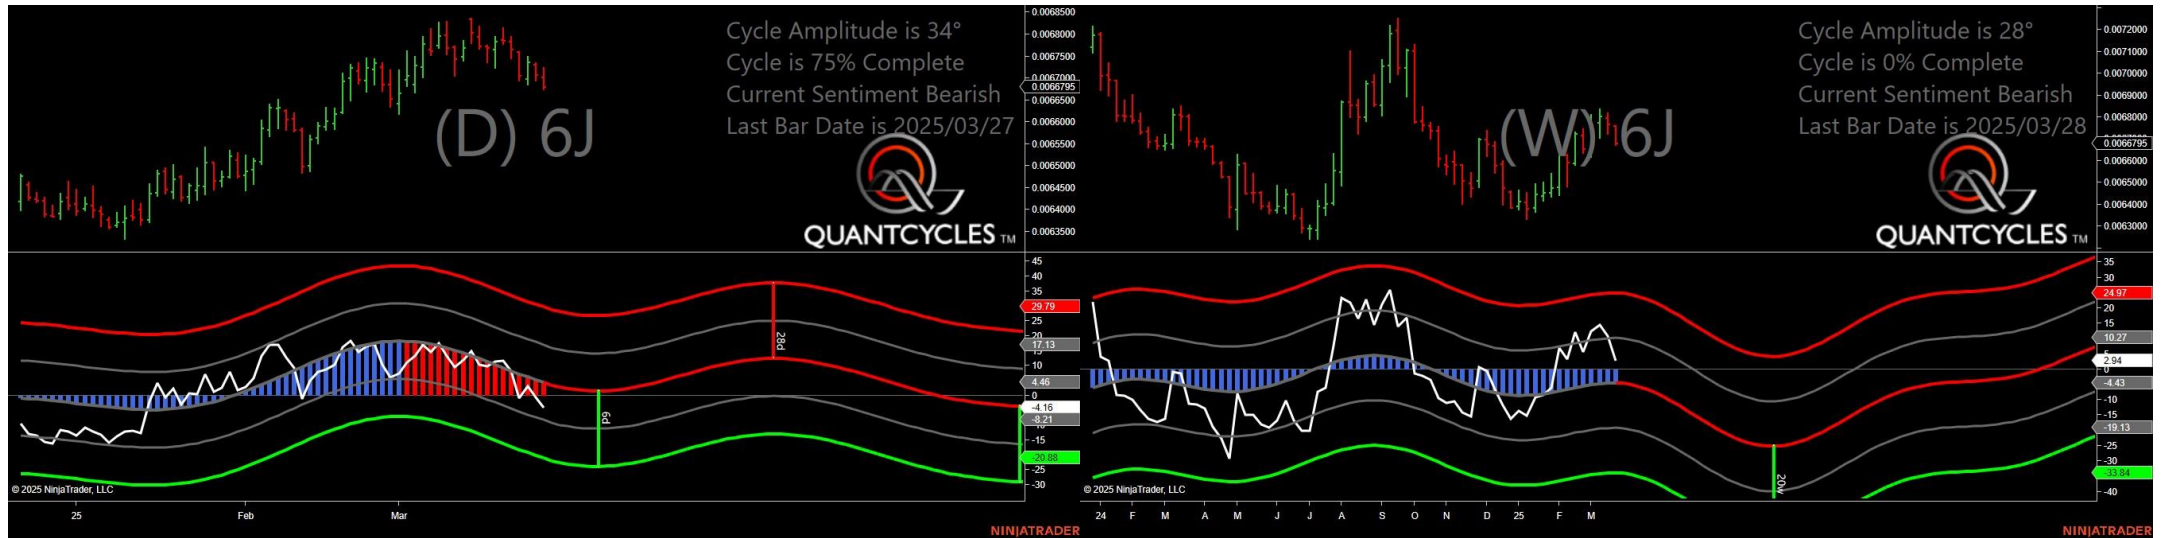 Cycle Amplitude is 34°
Cycle is 75% Complete
Current Sentiment Bearish
Last Bar Date is 2025/03/27
(D) 6J
QUANTCYCLES TM
0.0068500
0.0068000
0.0067500
0.0067000
0.0066795
0.0066500
0.0066000
0.0065500
0.0065000
0.0064500
0.0064000
0.0063500
45
40
35
29.79
25
20
17.13
10
4.46
0
-4.16
-8.21
-15
-20.88
-25
-30
28d
6d
© 2025 NinjaTrader, LLC
25 Feb Mar
NINJATRADER
Cycle Amplitude is 28°
Cycle is 0% Complete
Current Sentiment Bearish
Last Bar Date is 2025/03/28
(W) 6J
QUANTCYCLES TM
0.0072000
0.0071000
0.0070000
0.0069000
0.0068000
0.0066795
0.0066000
0.0065000
0.0064000
0.0063000
35
30
24.97
20
15
10.27
2.94
0
-4.43
-10
-15
-19.13
-25
-30
-33.84
-40
20w
© 2025 NinjaTrader, LLC
24 F M A M J J A S O N D 25 F M
NINJATRADER